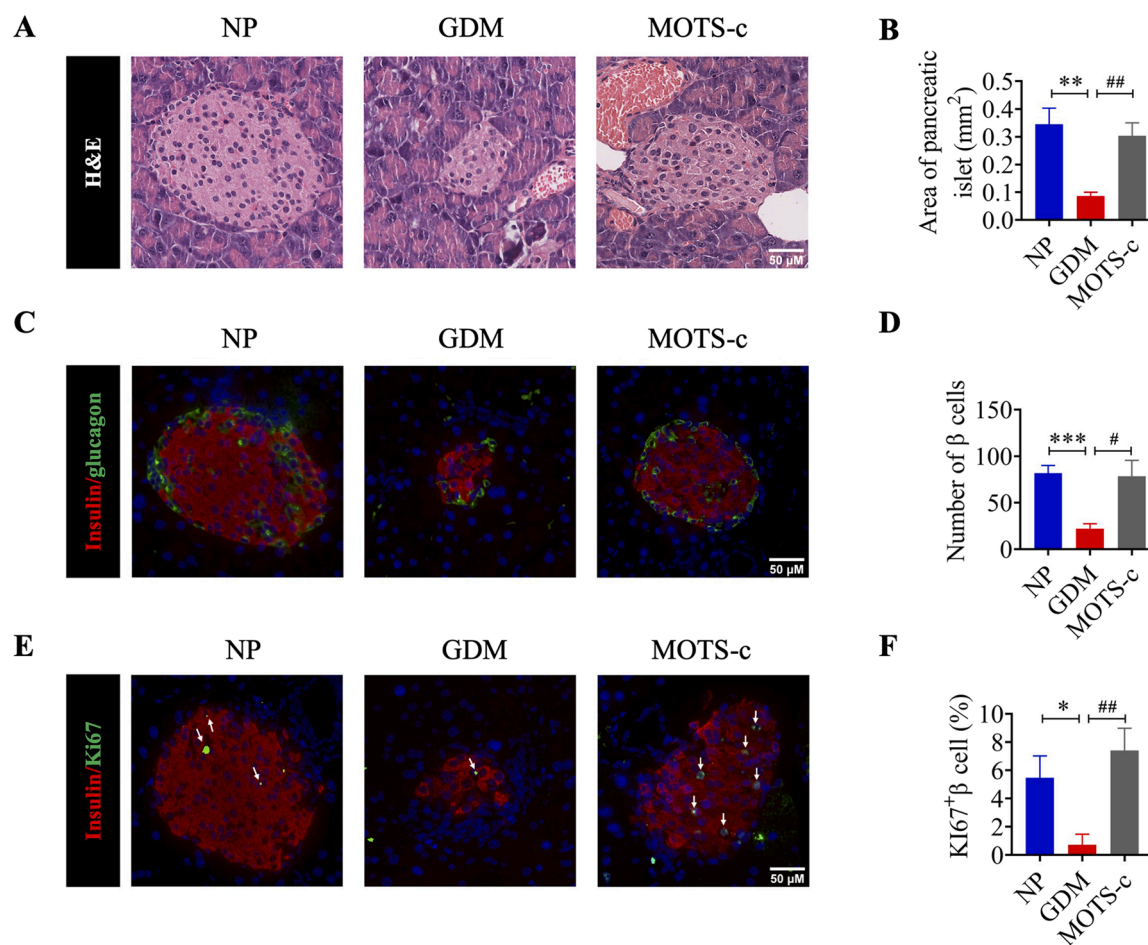 A
NP
GDM
MOTS-c
H&E
50 µM
B
Area of pancreatic
islet (mm²)
0.5
0.4
0.3
0.2
0.1
0.0
**
##
NP
GDM
MOTS-c
C
NP
GDM
MOTS-c
Insulin/glucagon
50 µM
D
Number of β cells
150
100
50
0
***
#
NP
GDM
MOTS-c
E
NP
GDM
MOTS-c
Insulin/Ki67
50 µM
F
KI67⁺β cell (%)
10
8
6
4
2
0
*
##
NP
GDM
MOTS-c